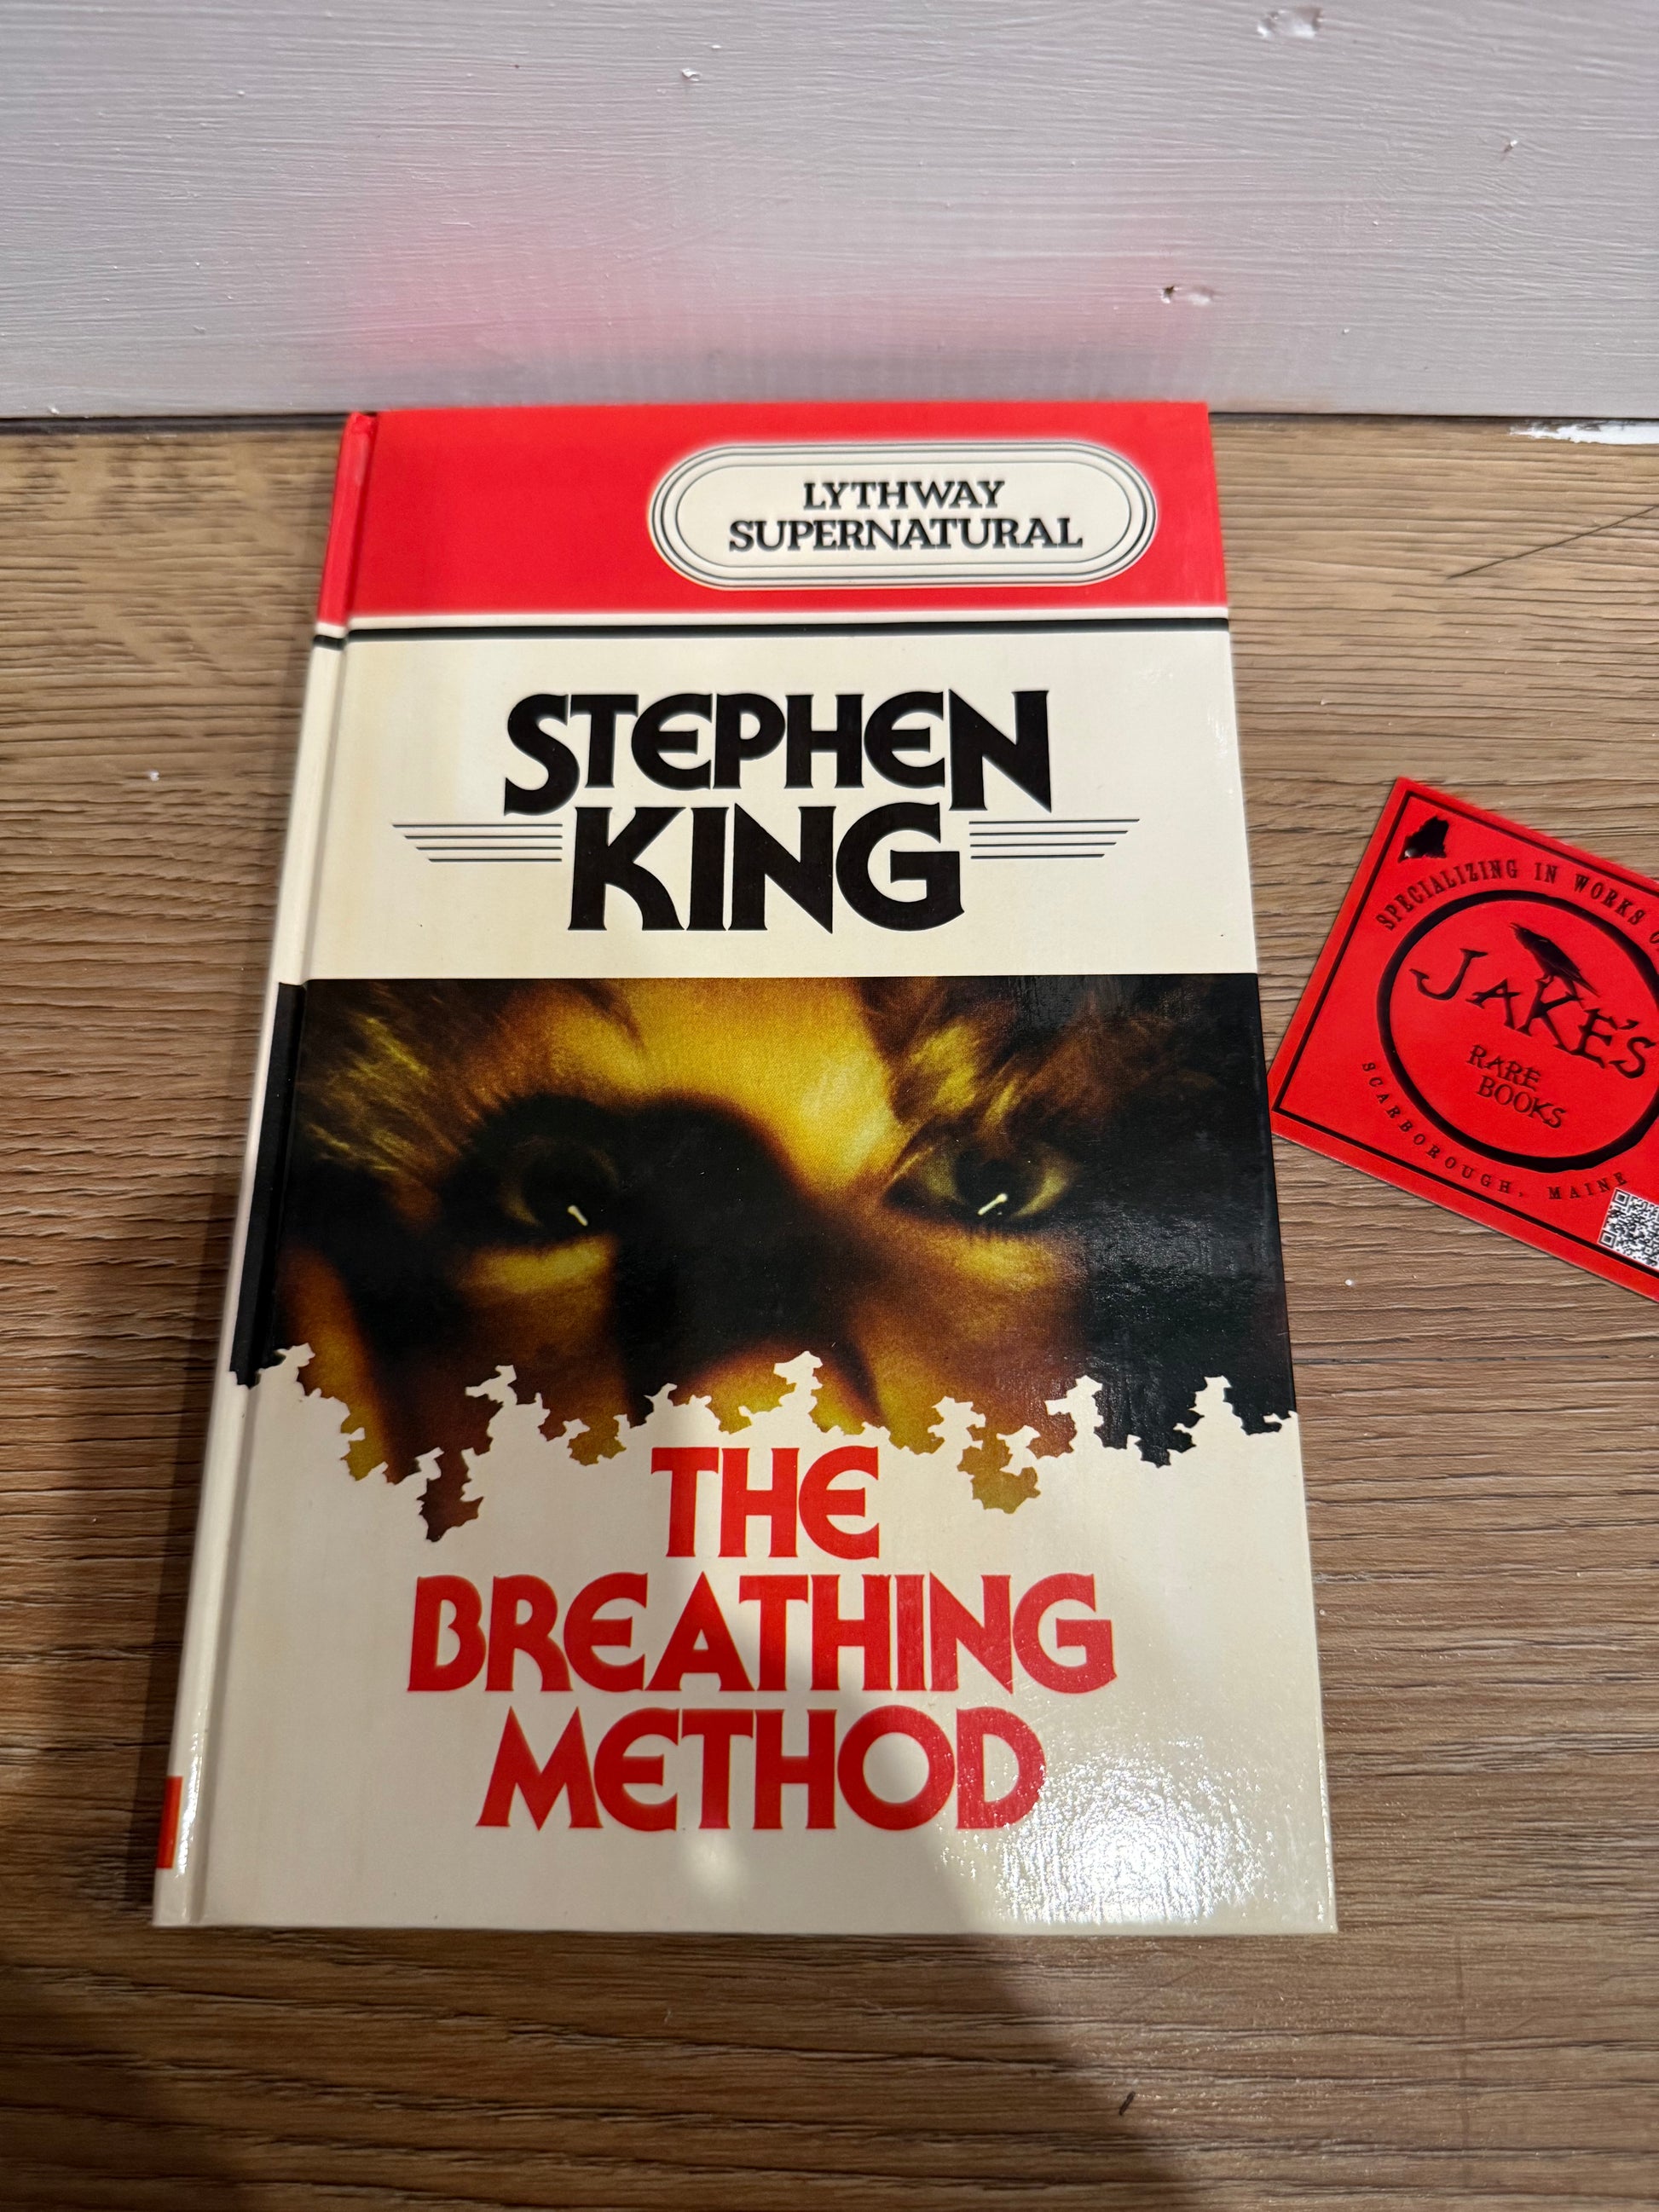 LYTHWAY
SUPERNATURAL
STEPHEN
KING
THE
BREATHING
METHOD
SPECIALIZING IN WORKS
JAKE'S
RARE
BOOKS
SCARBOROUGH, MAINE